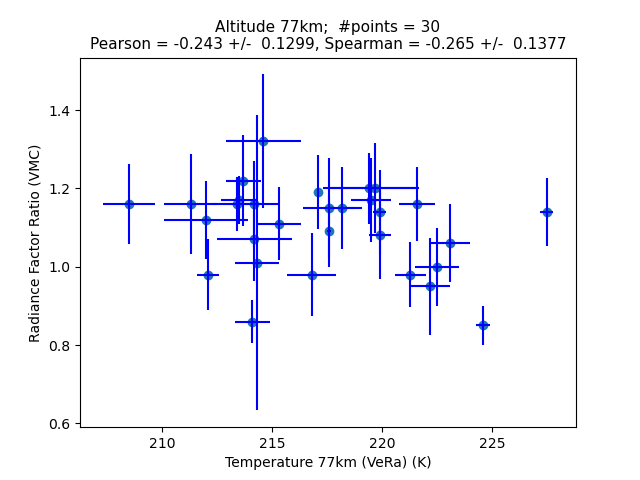 Altitude 77km;  #points = 30
Pearson = -0.243 +/-  0.1299, Spearman = -0.265 +/-  0.1377
Radiance Factor Ratio (VMC)
1.4
1.2
1.0
0.8
0.6
210 215 220 225
Temperature 77km (VeRa) (K)